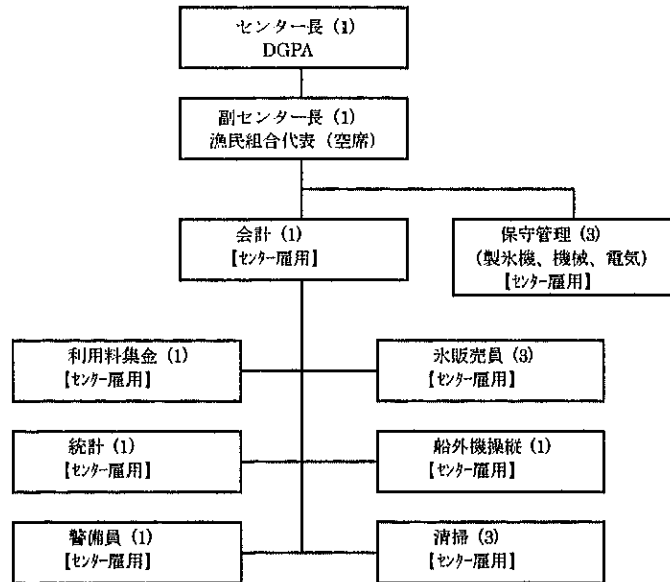 センター長 (1)
DGPA
副センター長 (1)
漁民組合代表 (空席)
会計 (1)
【センター雇用】
保守管理 (3)
(製氷機、機械、電気)
【センター雇用】
利用料集金 (1)
【センター雇用】
氷販売員 (3)
【センター雇用】
統計 (1)
【センター雇用】
船外機操縦 (1)
【センター雇用】
警備員 (1)
【センター雇用】
清掃 (3)
【センター雇用】